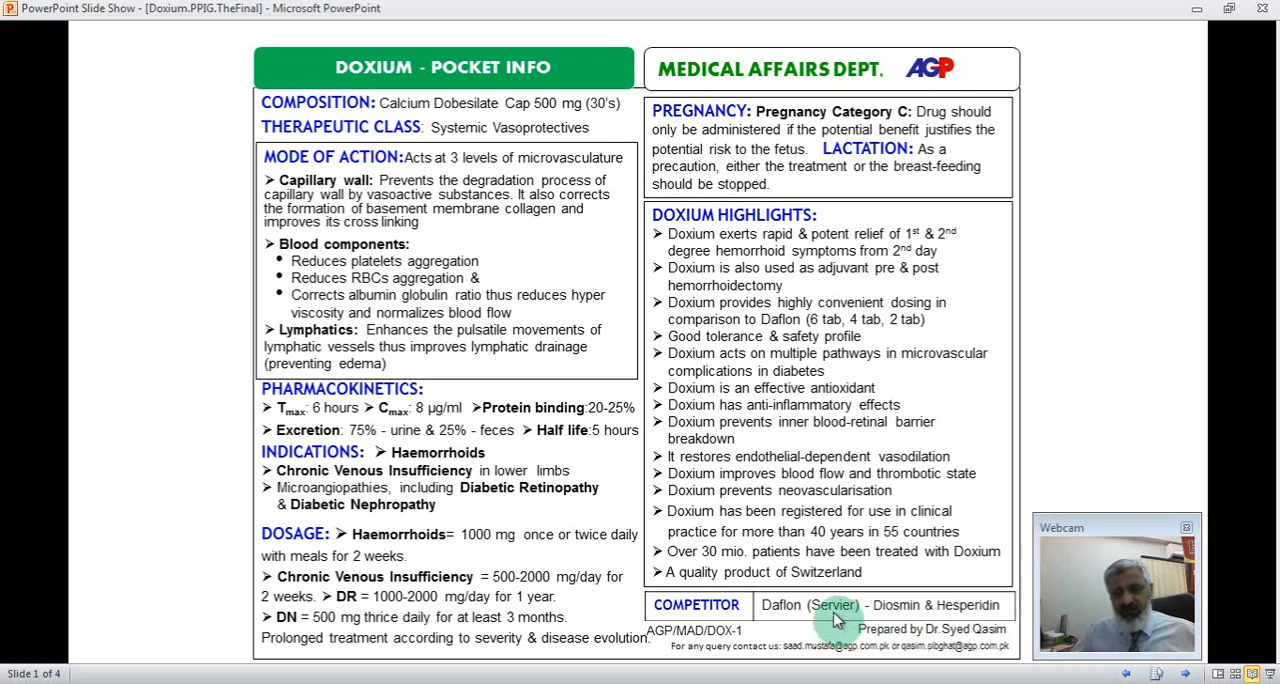 PowerPoint Slide Show - [Doxium.PPIG.TheFinal] - Microsoft PowerPoint
DOXIUM - POCKET INFO
COMPOSITION: Calcium Dobesilate Cap 500 mg (30's)
THERAPEUTIC CLASS: Systemic Vasoprotectives
MODE OF ACTION:Acts at 3 levels of microvasculature
➢ Capillary wall: Prevents the degradation process of
capillary wall by vasoactive substances. It also corrects
the formation of basement membrane collagen and
improves its cross linking
➢ Blood components:
• Reduces platelets aggregation
• Reduces RBCs aggregation &
• Corrects albumin globulin ratio thus reduces hyper
viscosity and normalizes blood flow
➢ Lymphatics: Enhances the pulsatile movements of
lymphatic vessels thus improves lymphatic drainage
(preventing edema)
PHARMACOKINETICS:
➢ Tmax: 6 hours ➢ Cmax: 8 µg/ml ➢Protein binding:20-25%
➢ Excretion: 75% - urine & 25% - feces ➢ Half life:5 hours
INDICATIONS: ➢ Haemorrhoids
➢ Chronic Venous Insufficiency in lower limbs
➢ Microangiopathies, including Diabetic Retinopathy
& Diabetic Nephropathy
DOSAGE: ➢ Haemorrhoids= 1000 mg once or twice daily
with meals for 2 weeks.
➢ Chronic Venous Insufficiency = 500-2000 mg/day for
2 weeks. ➢ DR = 1000-2000 mg/day for 1 year.
➢ DN = 500 mg thrice daily for at least 3 months.
Prolonged treatment according to severity & disease evolution.
MEDICAL AFFAIRS DEPT. AGP
PREGNANCY: Pregnancy Category C: Drug should
only be administered if the potential benefit justifies the
potential risk to the fetus. LACTATION: As a
precaution, either the treatment or the breast-feeding
should be stopped.
DOXIUM HIGHLIGHTS:
➢ Doxium exerts rapid & potent relief of 1st & 2nd
degree hemorrhoid symptoms from 2nd day
➢ Doxium is also used as adjuvant pre & post
hemorrhoidectomy
➢ Doxium provides highly convenient dosing in
comparison to Daflon (6 tab, 4 tab, 2 tab)
➢ Good tolerance & safety profile
➢ Doxium acts on multiple pathways in microvascular
complications in diabetes
➢ Doxium is an effective antioxidant
➢ Doxium has anti-inflammatory effects
➢ Doxium prevents inner blood-retinal barrier
breakdown
➢ It restores endothelial-dependent vasodilation
➢ Doxium improves blood flow and thrombotic state
➢ Doxium prevents neovascularisation
➢ Doxium has been registered for use in clinical
practice for more than 40 years in 55 countries
➢ Over 30 mio. patients have been treated with Doxium
➢ A quality product of Switzerland
COMPETITOR Daflon (Servier) - Diosmin & Hesperidin
AGP/MAD/DOX-1 Prepared by Dr.Syed Qasim
For any query contact us: saad.mustafa@agp.com.pk or qasim.sibghat@agp.com.pk
Webcam
Slide 1 of 4